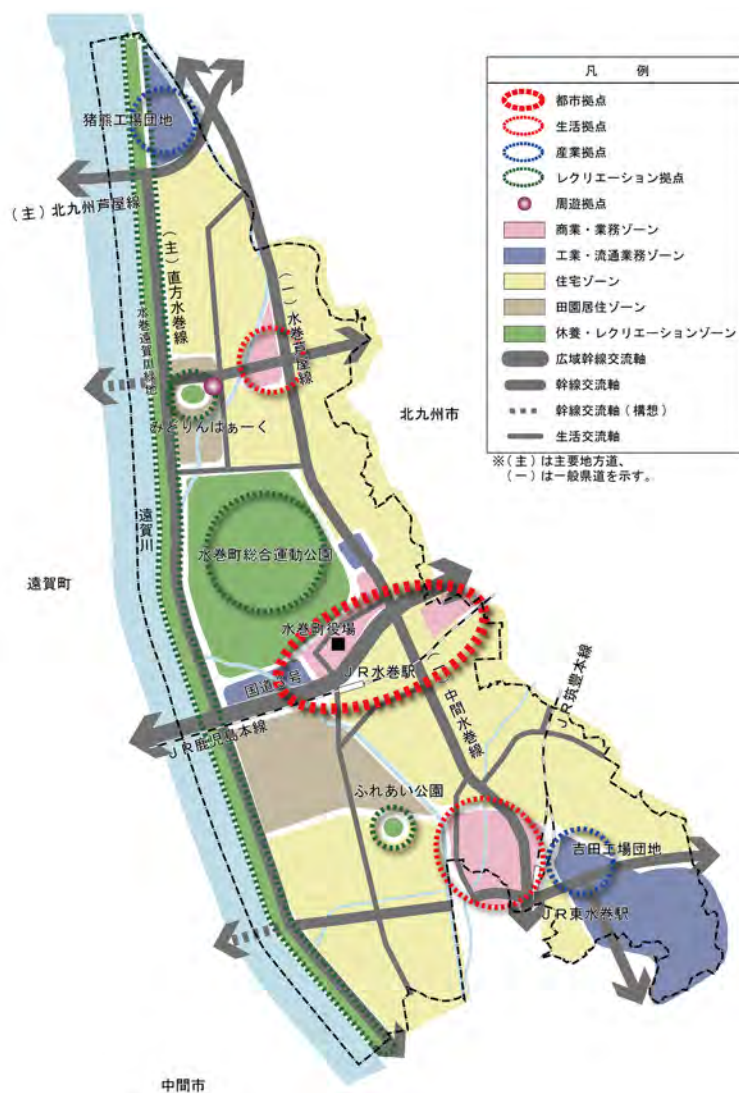 凡 例
都市拠点
生活拠点
産業拠点
レクリエーション拠点
周遊拠点
商業・業務ゾーン
工業・流通業務ゾーン
住宅ゾーン
田園居住ゾーン
休養・レクリエーションゾーン
広域幹線交流軸
幹線交流軸
幹線交流軸(構想)
生活交流軸
※(主)は主要地方道、
(一)は一般県道を示す。
猪熊工場団地
(主)北九州芦屋線
(主)直方水巻線
水巻遠賀川緑地
(一)水巻芦屋線
北九州市
みどりんぱぁーく
遠賀川
水巻町総合運動公園
遠賀町
水巻町役場
JR水巻駅
国道3号
(一)中間水巻線
JR筑豊本線
JR鹿児島本線
ふれあい公園
吉田工場団地
JR東水巻駅
中間市